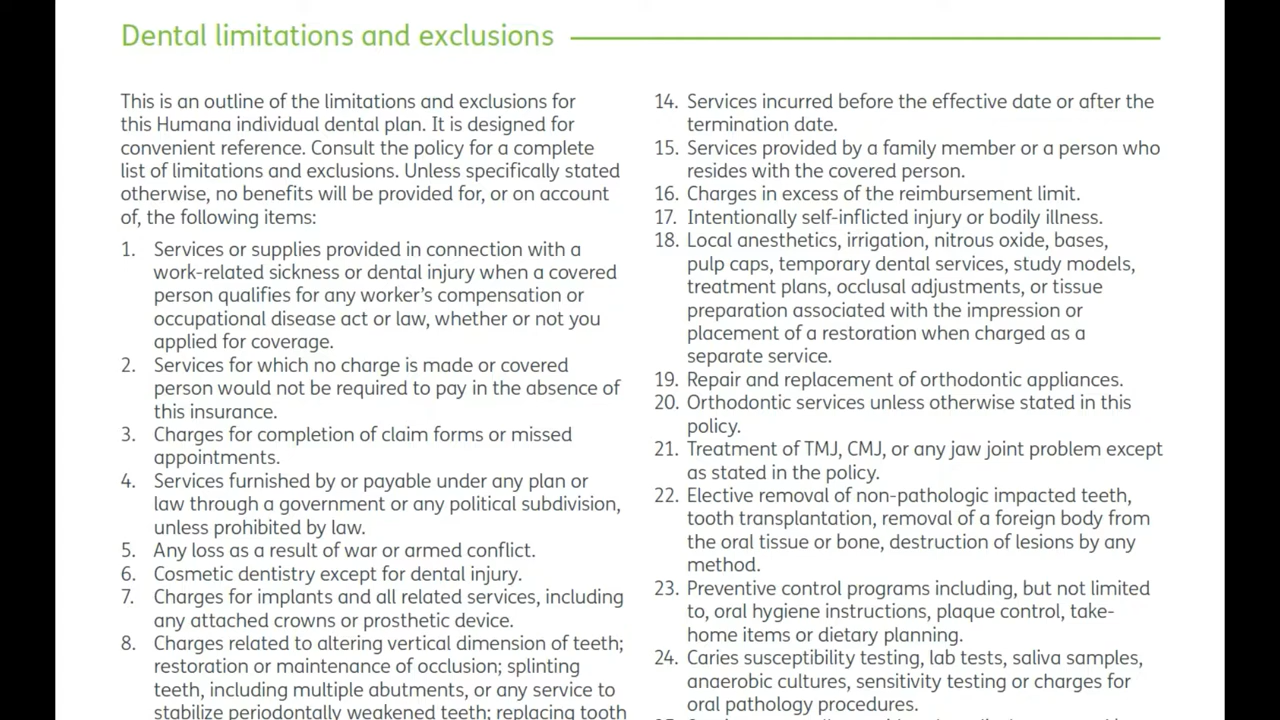 Dental limitations and exclusions
This is an outline of the limitations and exclusions for
this Humana individual dental plan. It is designed for
convenient reference. Consult the policy for a complete
list of limitations and exclusions. Unless specifically stated
otherwise, no benefits will be provided for, or on account
of, the following items:
1. Services or supplies provided in connection with a
work-related sickness or dental injury when a covered
person qualifies for any worker's compensation or
occupational disease act or law, whether or not you
applied for coverage.
2. Services for which no charge is made or covered
person would not be required to pay in the absence of
this insurance.
3. Charges for completion of claim forms or missed
appointments.
4. Services furnished by or payable under any plan or
law through a government or any political subdivision,
unless prohibited by law.
5. Any loss as a result of war or armed conflict.
6. Cosmetic dentistry except for dental injury.
7. Charges for implants and all related services, including
any attached crowns or prosthetic device.
8. Charges related to altering vertical dimension of teeth;
restoration or maintenance of occlusion; splinting
teeth, including multiple abutments, or any service to
stabilize periodontally weakened teeth; replacing tooth
14. Services incurred before the effective date or after the
termination date.
15. Services provided by a family member or a person who
resides with the covered person.
16. Charges in excess of the reimbursement limit.
17. Intentionally self-inflicted injury or bodily illness.
18. Local anesthetics, irrigation, nitrous oxide, bases,
pulp caps, temporary dental services, study models,
treatment plans, occlusal adjustments, or tissue
preparation associated with the impression or
placement of a restoration when charged as a
separate service.
19. Repair and replacement of orthodontic appliances.
20. Orthodontic services unless otherwise stated in this
policy.
21. Treatment of TMJ, CMJ, or any jaw joint problem except
as stated in the policy.
22. Elective removal of non-pathologic impacted teeth,
tooth transplantation, removal of a foreign body from
the oral tissue or bone, destruction of lesions by any
method.
23. Preventive control programs including, but not limited
to, oral hygiene instructions, plaque control, take-
home items or dietary planning.
24. Caries susceptibility testing, lab tests, saliva samples,
anaerobic cultures, sensitivity testing or charges for
oral pathology procedures.